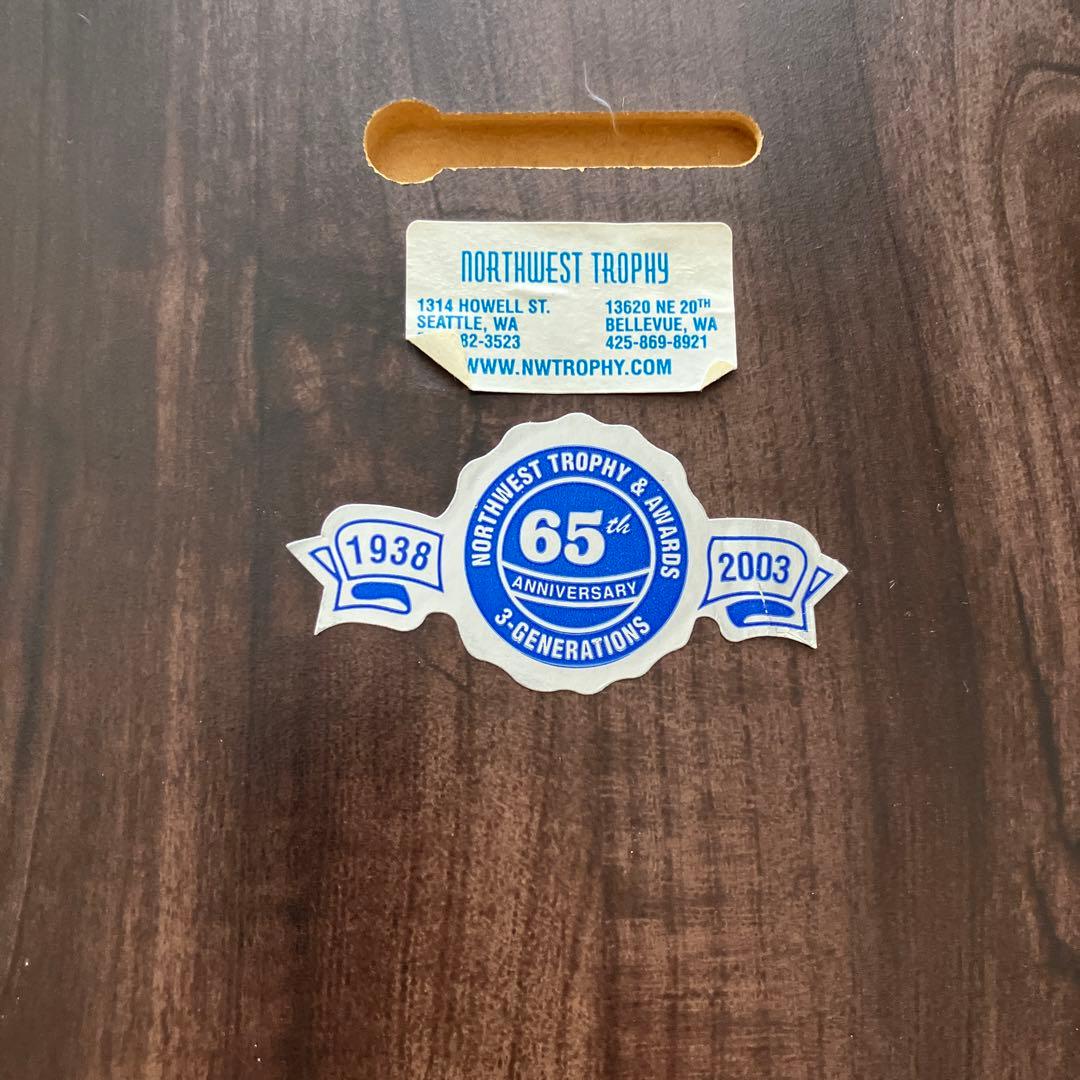 NORTHWEST TROPHY
1314 HOWELL ST.
SEATTLE, WA
82-3523
13620 NE 20TH
BELLEVUE, WA
425-869-8921
WWW.NWTROPHY.COM
NORTHWEST TROPHY & AWARDS
65th
ANNIVERSARY
3-GENERATIONS
1938
2003